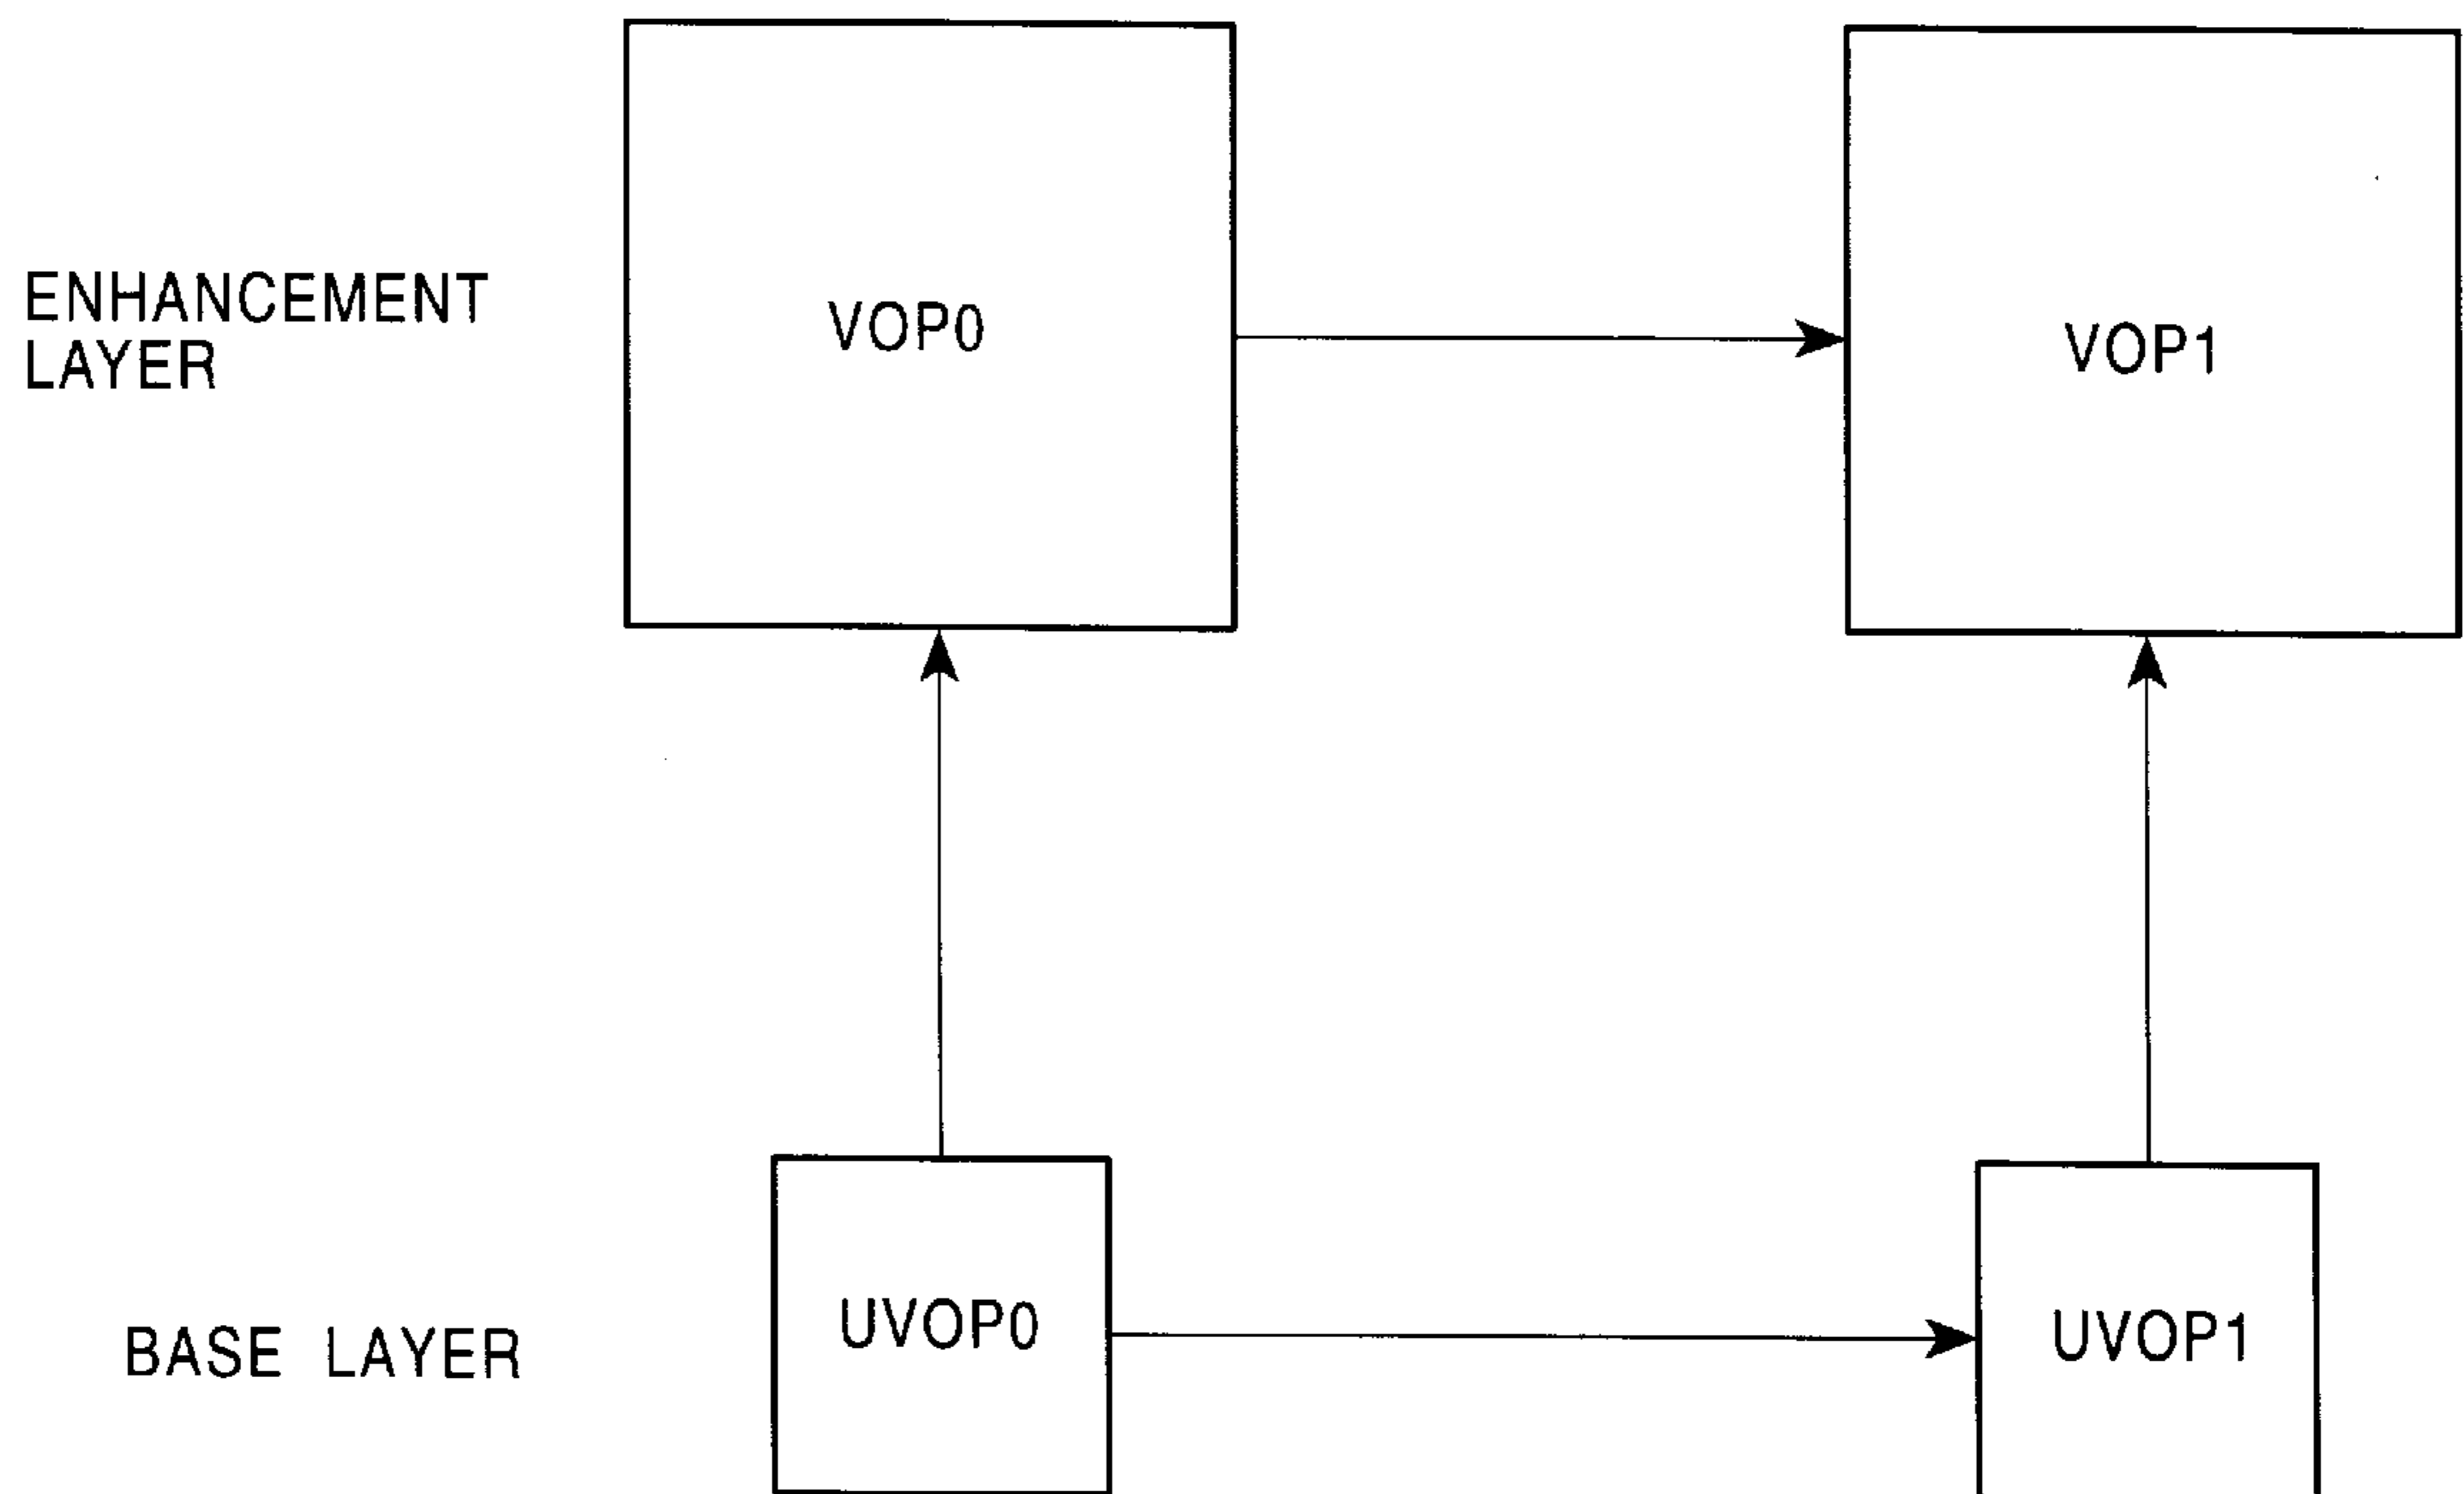 ENHANCEMENT
LAYER
VOP0
VOP1
BASE LAYER
UVOP0
UVOP1